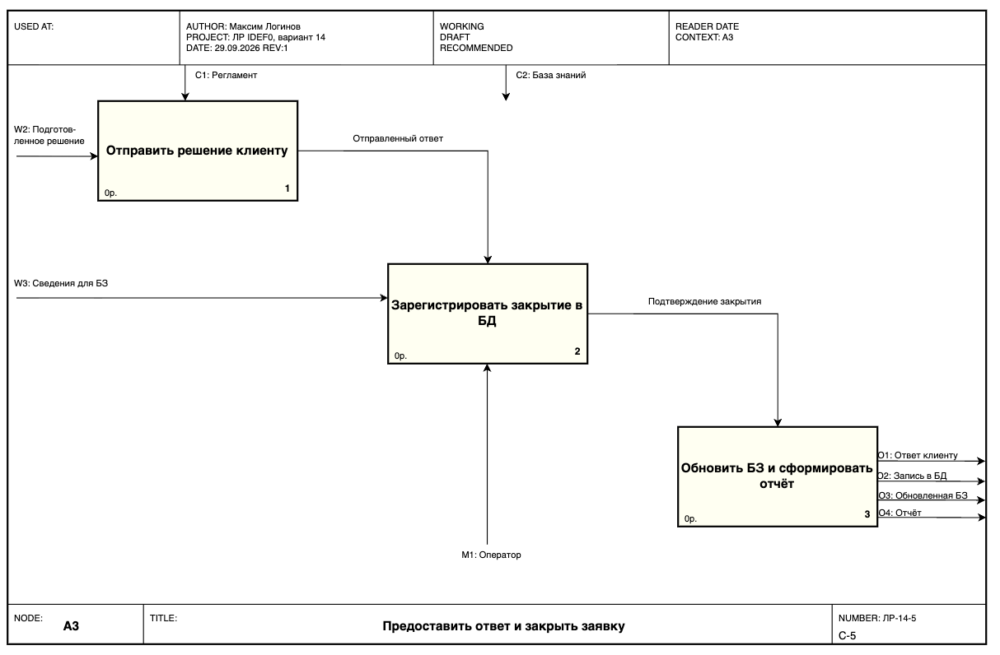 USED AT:
AUTHOR: Максим Логинов
PROJECT: ЛР IDEF0, вариант 14
DATE: 29.09.2026 REV:1
WORKING
DRAFT
RECOMMENDED
READER DATE
CONTEXT: A3
C1: Регламент
C2: База знаний
W2: Подготов-
ленное решение
Отправить решение клиенту
0р.
1
Отправленный ответ
W3: Сведения для БЗ
Зарегистрировать закрытие в
БД
0р.
2
Подтверждение закрытия
Обновить БЗ и сформировать
отчёт
0р.
3
O1: Ответ клиенту
O2: Запись в БД
O3: Обновленная БЗ
O4: Отчёт
M1: Оператор
NODE:
A3
TITLE:
Предоставить ответ и закрыть заявку
NUMBER: ЛР-14-5
C-5